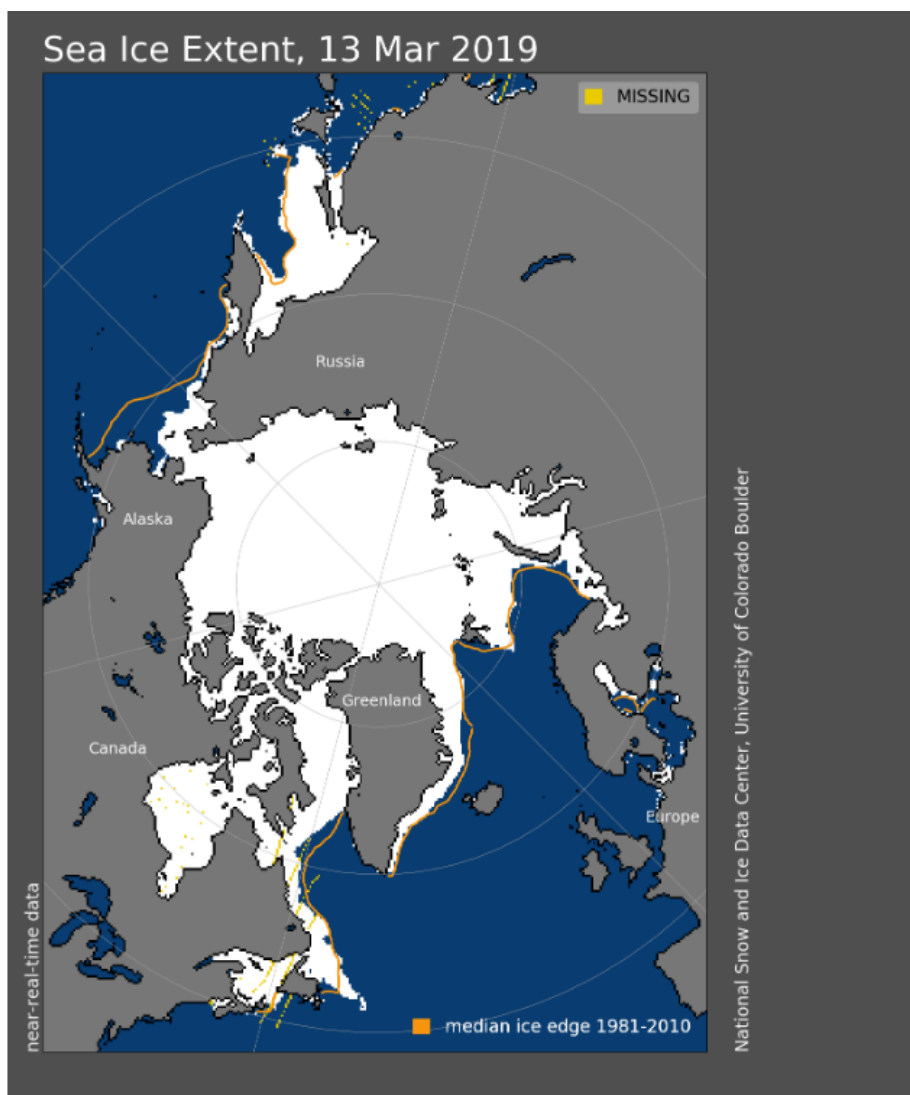 Sea Ice Extent, 13 Mar 2019
MISSING
Russia
Alaska
Greenland
Canada
Europe
near-real-time data
median ice edge 1981-2010
National Snow and Ice Data Center, University of Colorado Boulder